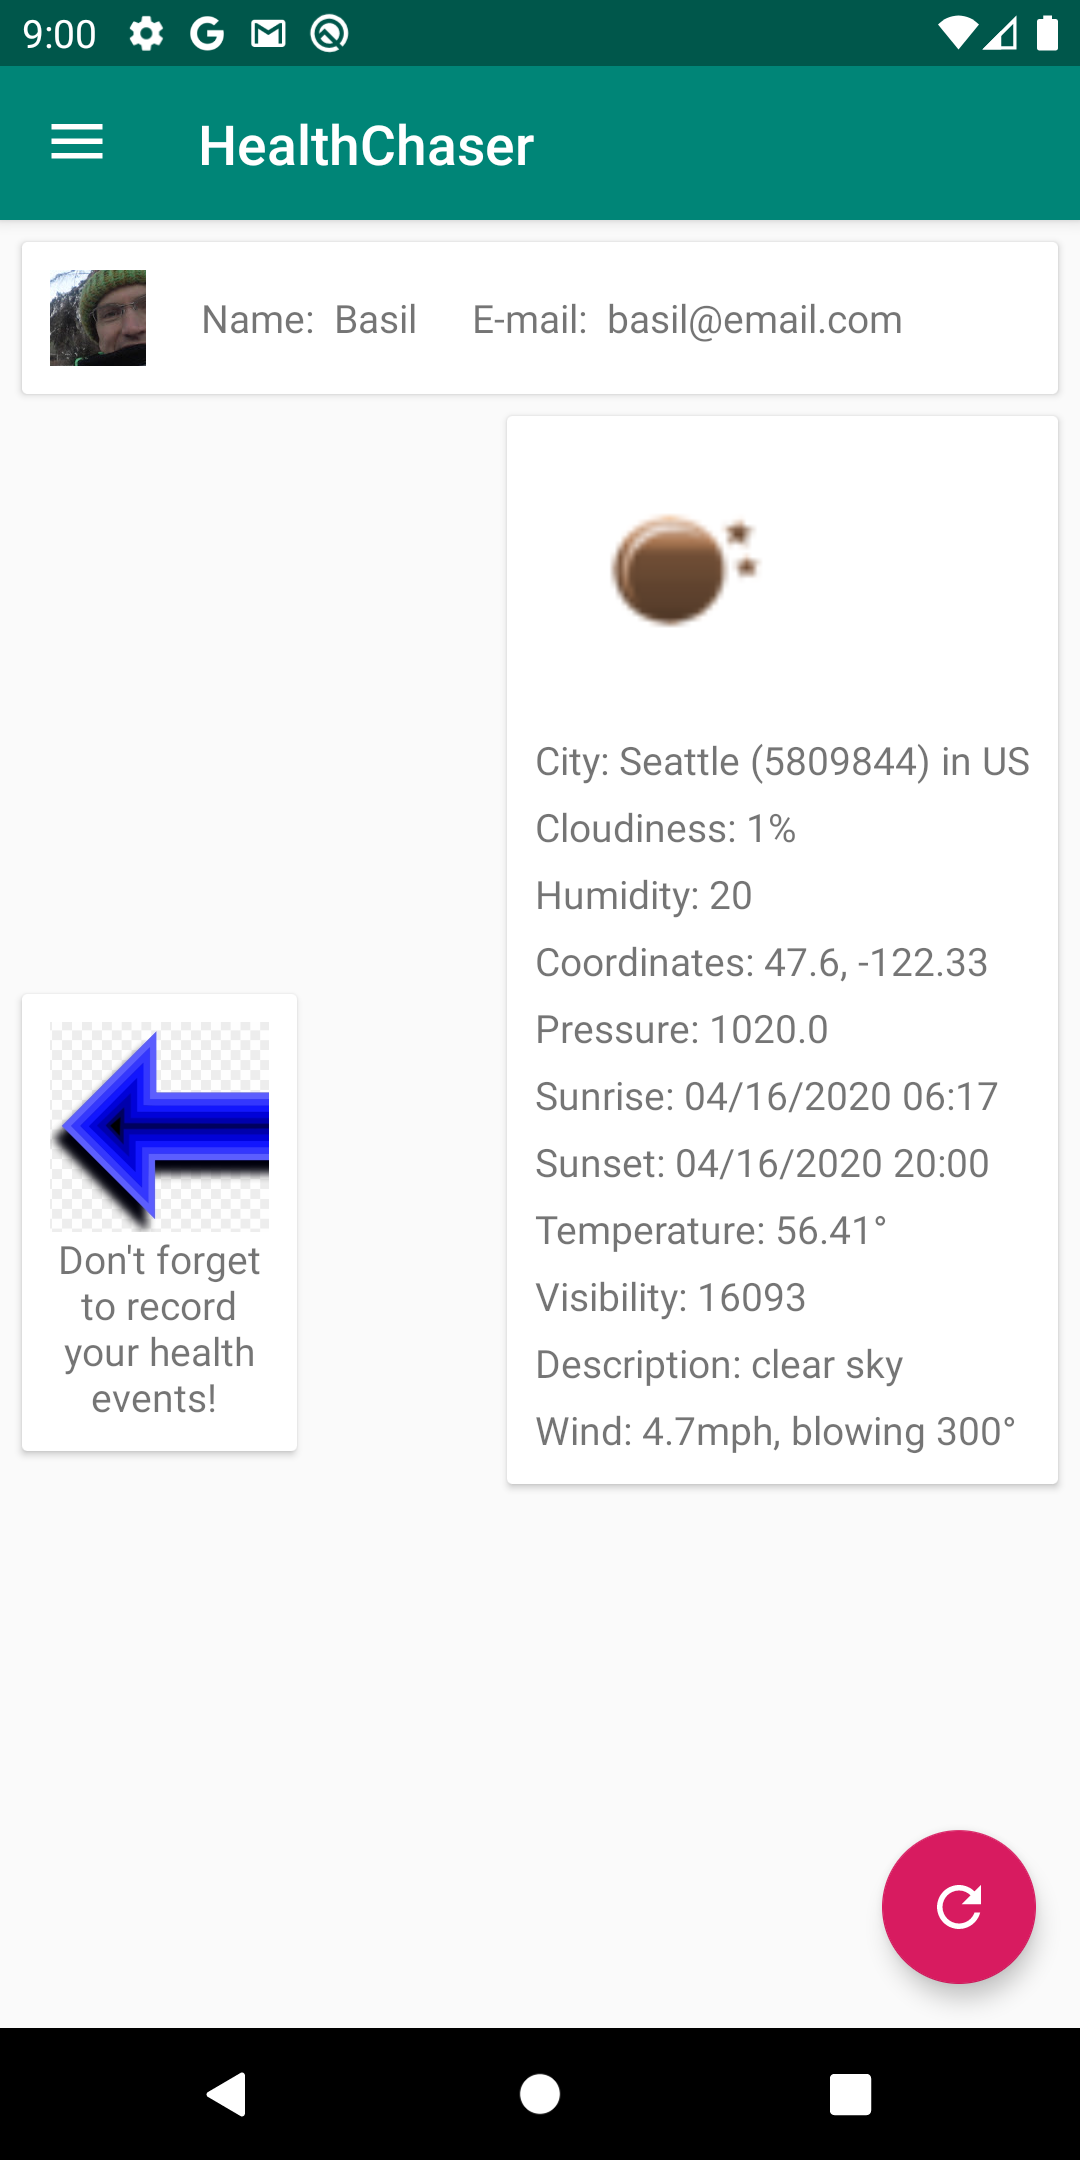 9:00
HealthChaser
Name: Basil E-mail: basil@email.com
City: Seattle (5809844) in US
Cloudiness: 1%
Humidity: 20
Coordinates: 47.6, -122.33
Pressure: 1020.0
Sunrise: 04/16/2020 06:17
Sunset: 04/16/2020 20:00
Temperature: 56.41°
Visibility: 16093
Description: clear sky
Wind: 4.7mph, blowing 300°
Don't forget
to record
your health
events!